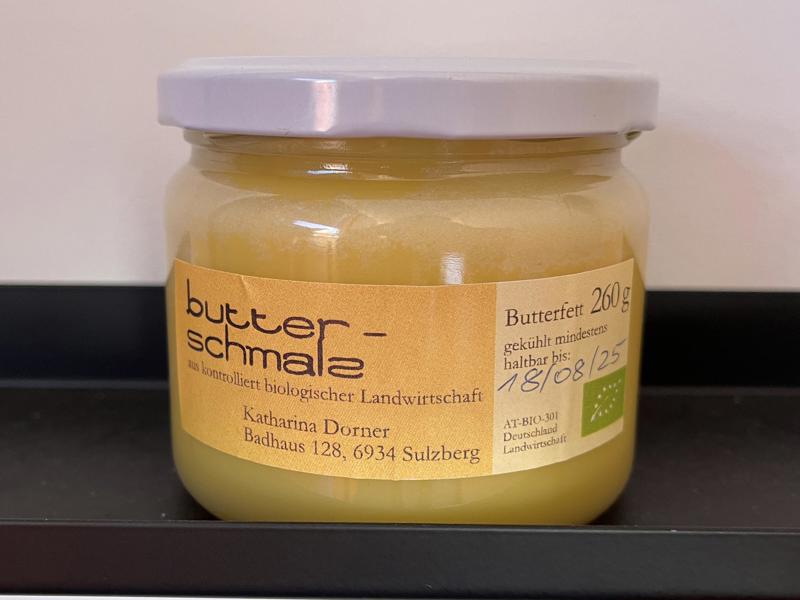 butter-
schmalz
aus kontrolliert biologischer Landwirtschaft
Katharina Dorner
Badhaus 128, 6934 Sulzberg
Butterfett 260 g
gekühlt mindestens
haltbar bis:
18/08/25
AT-BIO-301
Deutschland
Landwirtschaft